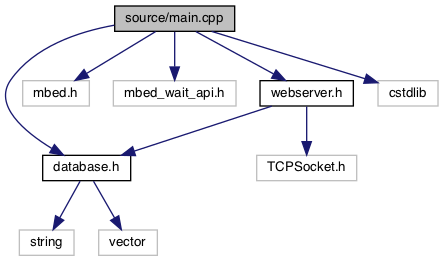 source/main.cpp
mbed.h
mbed_wait_api.h
webserver.h
cstdlib
database.h
TCPSocket.h
string
vector